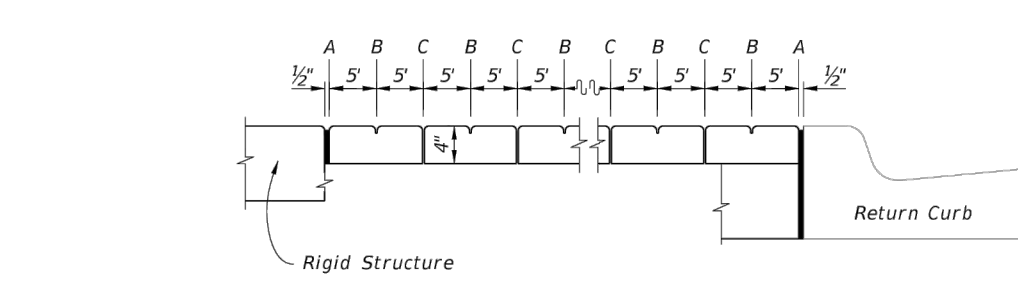 A B C B C B C B C B A
½" 5' 5' 5' 5' 5' 5' 5' 5' 5' ½"
4"
Return Curb
Rigid Structure